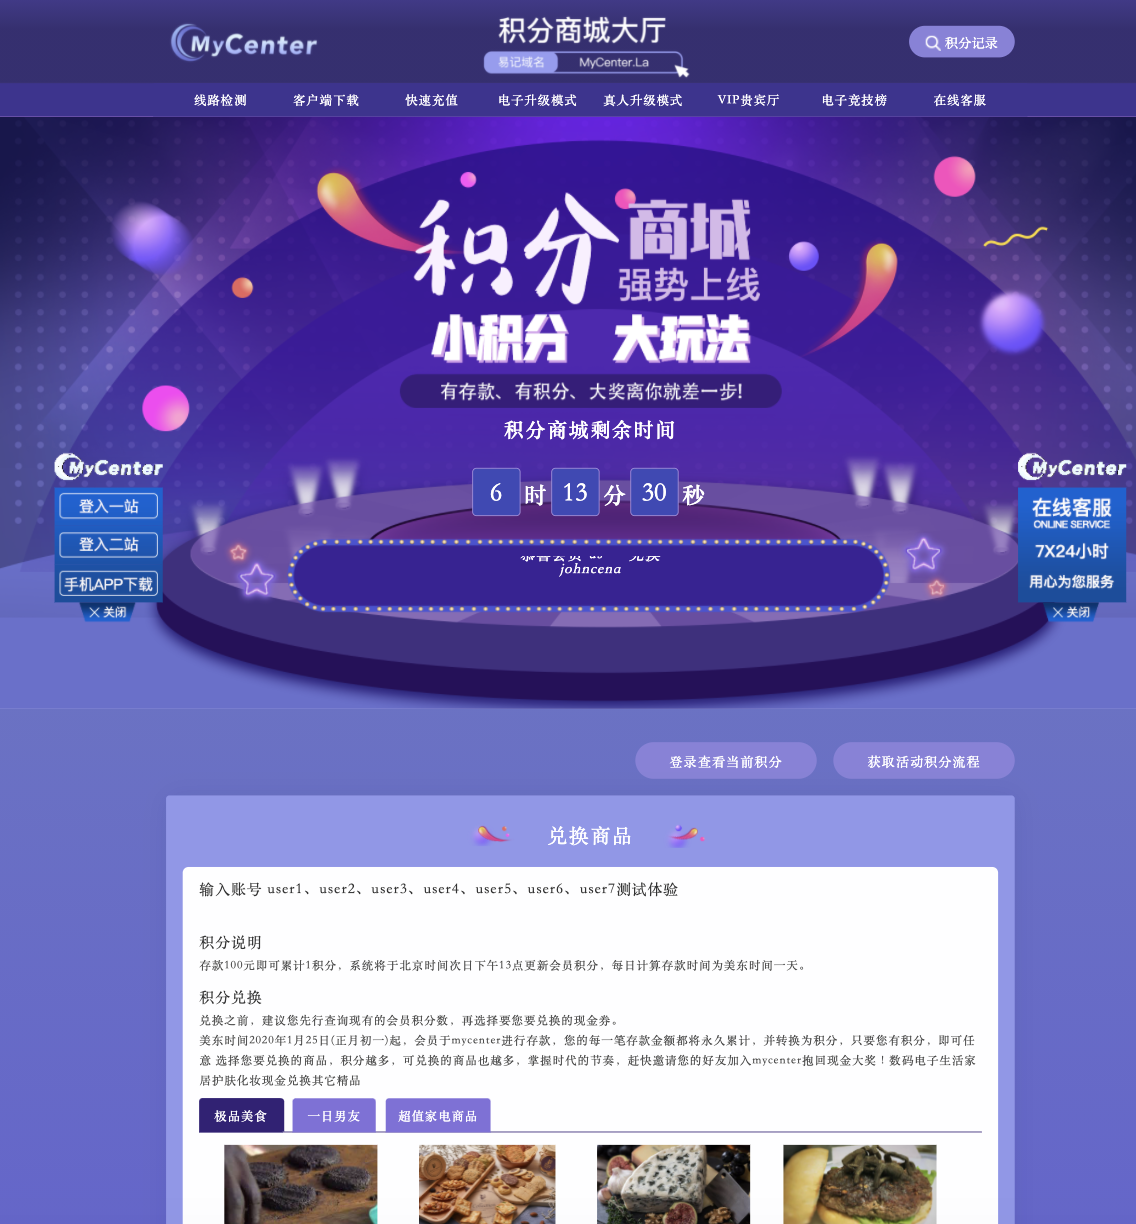 MyCenter
积分商城大厅
易记域名 MyCenter.La
积分记录
线路检测 客户端下载 快速充值 电子升级模式 真人升级模式 VIP贵宾厅 电子竞技榜 在线客服
积分商城
强势上线
小积分 大玩法
有存款、有积分、大奖离你就差一步!
积分商城剩余时间
6 时 13 分 30 秒
johncena
MyCenter
登入一站
登入二站
手机APP下载
关闭
MyCenter
在线客服
ONLINE SERVICE
7X24小时
用心为您服务
关闭
登录查看当前积分 获取活动积分流程
兑换商品
输入账号 user1、user2、user3、user4、user5、user6、user7测试体验
积分说明
存款100元即可累计1积分，系统将于北京时间次日下午13点更新会员积分，每日计算存款时间为美东时间一天。
积分兑换
兑换之前，建议您先行查询现有的会员积分数，再选择要您要兑换的现金券。
美东时间2020年1月25日(正月初一)起，会员于mycenter进行存款，您的每一笔存款金额都将永久累计，并转换为积分，只要您有积分，即可任
意 选择您要兑换的商品，积分越多，可兑换的商品也越多，掌握时代的节奏，赶快邀请您的好友加入mycenter抱回现金大奖！数码电子生活家
居护肤化妆现金兑换其它精品
极品美食 一日男友 超值家电商品